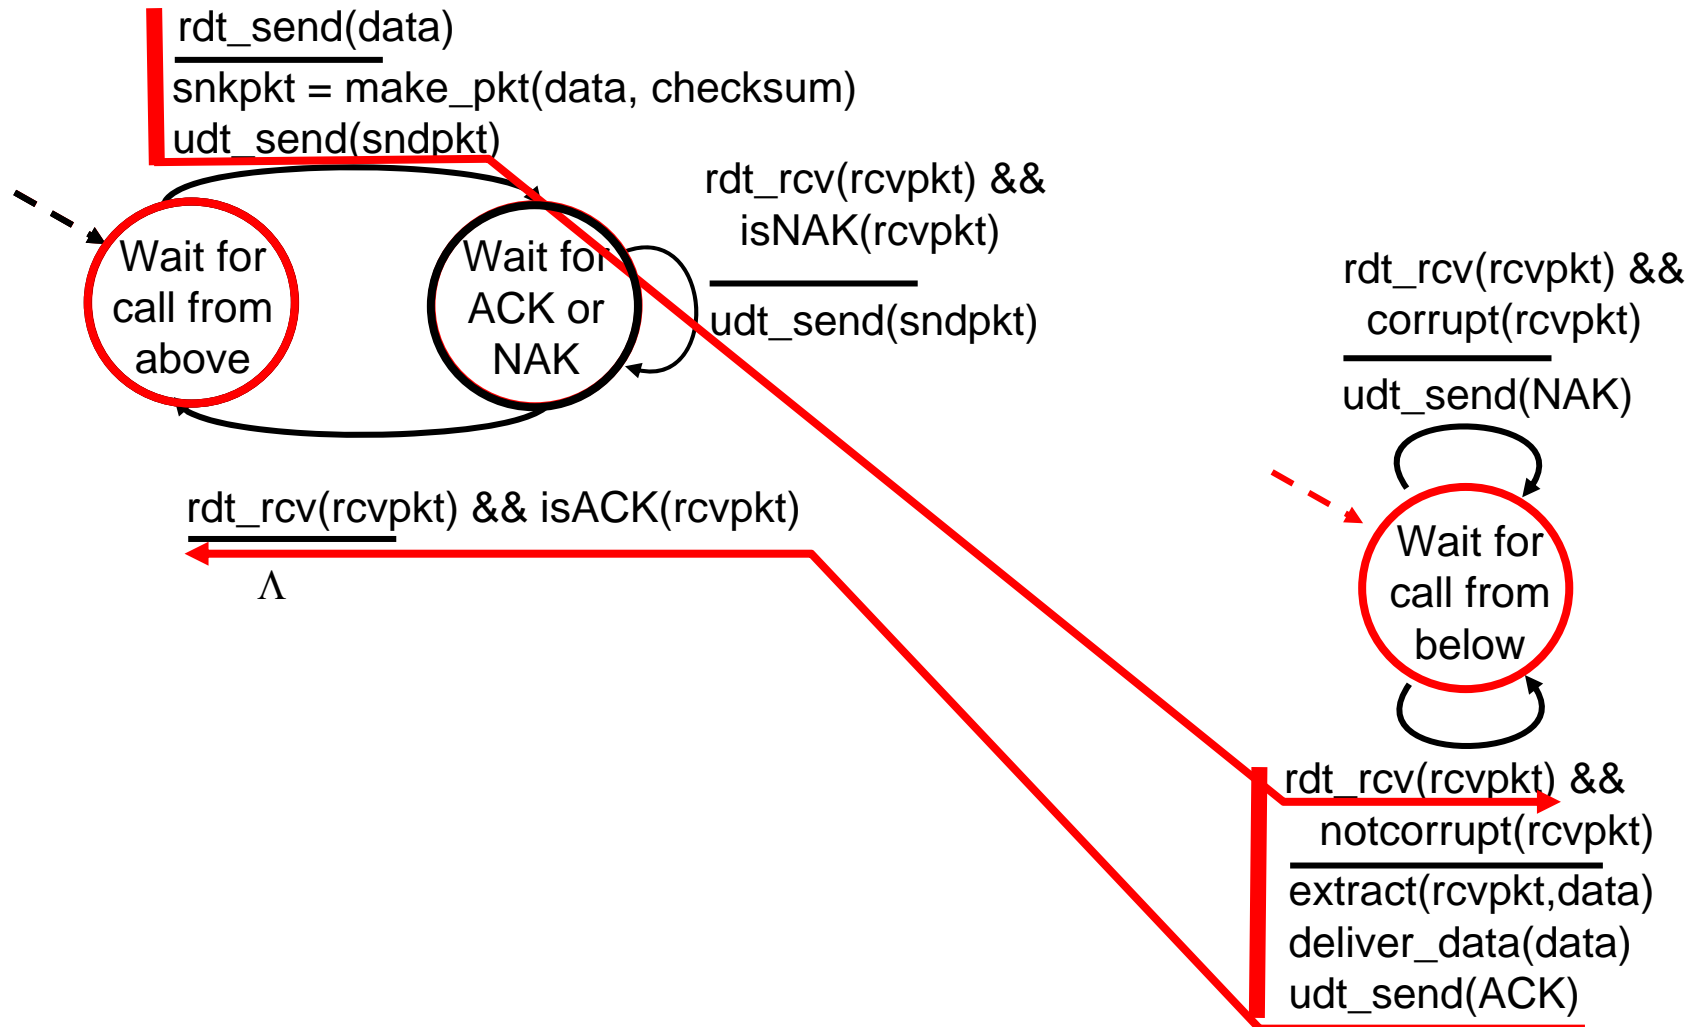 rdt_send(data)
snkpkt = make_pkt(data, checksum)
udt_send(sndpkt)
rdt_rcv(rcvpkt) &&
isNAK(rcvpkt)
udt_send(sndpkt)
Wait for
call from
above
Wait for
ACK or
NAK
rdt_rcv(rcvpkt) && isACK(rcvpkt)
Λ
rdt_rcv(rcvpkt) &&
corrupt(rcvpkt)
udt_send(NAK)
Wait for
call from
below
rdt_rcv(rcvpkt) &&
notcorrupt(rcvpkt)
extract(rcvpkt,data)
deliver_data(data)
udt_send(ACK)